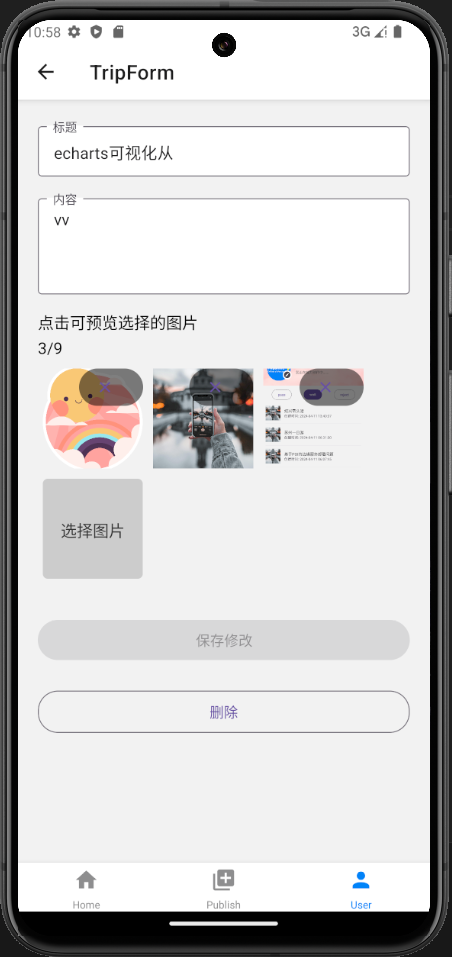 10:58
3G
TripForm
标题
echarts可视化从
内容
vv
点击可预览选择的图片
3/9
选择图片
保存修改
删除
Home
Publish
User